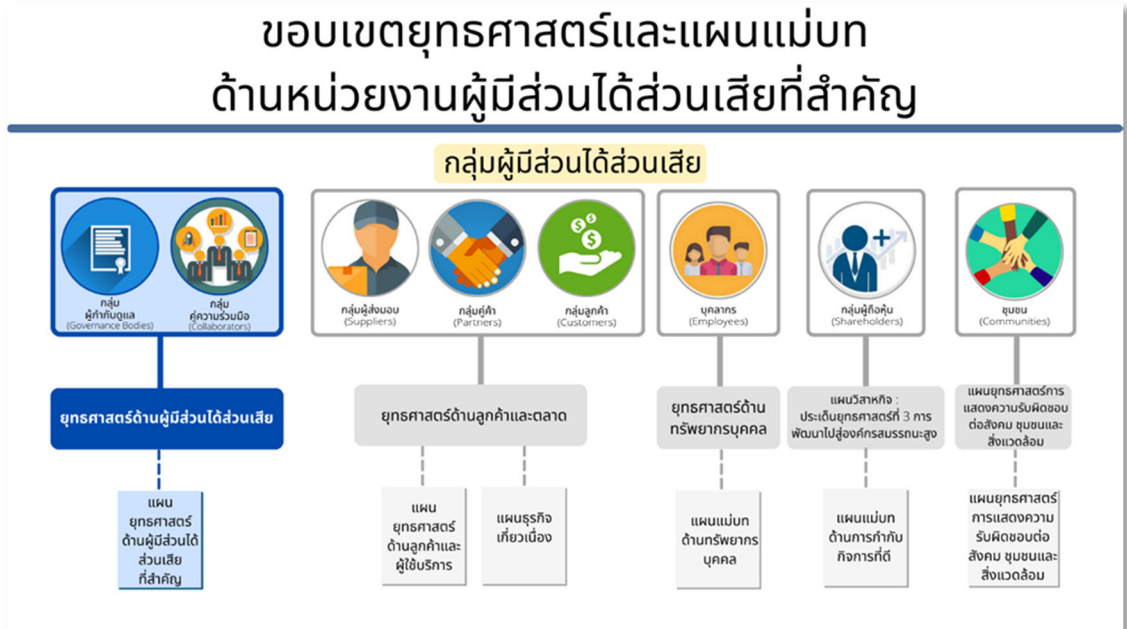 ขอบเขตยุทธศาสตร์และแผนแม่บท
ด้านหน่วยงานผู้มีส่วนได้ส่วนเสียที่สำคัญ
กลุ่มผู้มีส่วนได้ส่วนเสีย
กลุ่ม
ผู้กำกับดูแล
(Governance Bodies)
กลุ่ม
คู่ความร่วมมือ
(Collaborators)
กลุ่มผู้ส่งมอบ
(Suppliers)
กลุ่มคู่ค้า
(Partners)
กลุ่มลูกค้า
(Customers)
บุคลากร
(Employees)
กลุ่มผู้ถือหุ้น
(Shareholders)
ชุมชน
(Communities)
ยุทธศาสตร์ด้านผู้มีส่วนได้ส่วนเสีย
ยุทธศาสตร์ด้านลูกค้าและตลาด
ยุทธศาสตร์ด้าน
ทรัพยากรบุคคล
แผนวิสาหกิจ :
ประเด็นยุทธศาสตร์ที่ 3 การ
พัฒนาไปสู่องค์กรสมรรถนะสูง
แผนยุทธศาสตร์การ
แสดงความรับผิดชอบ
ต่อสังคม ชุมชนและ
สิ่งแวดล้อม
แผน
ยุทธศาสตร์
ด้านผู้มีส่วนได้
ส่วนเสีย
ที่สำคัญ
แผน
ยุทธศาสตร์
ด้านลูกค้าและ
ผู้ใช้บริการ
แผนธุรกิจ
เกี่ยวเนื่อง
แผนแม่บท
ด้านทรัพยากร
บุคคล
แผนแม่บท
ด้านการกำกับ
กิจการที่ดี
แผนยุทธศาสตร์
การแสดงความ
รับผิดชอบต่อ
สังคม ชุมชนและ
สิ่งแวดล้อม